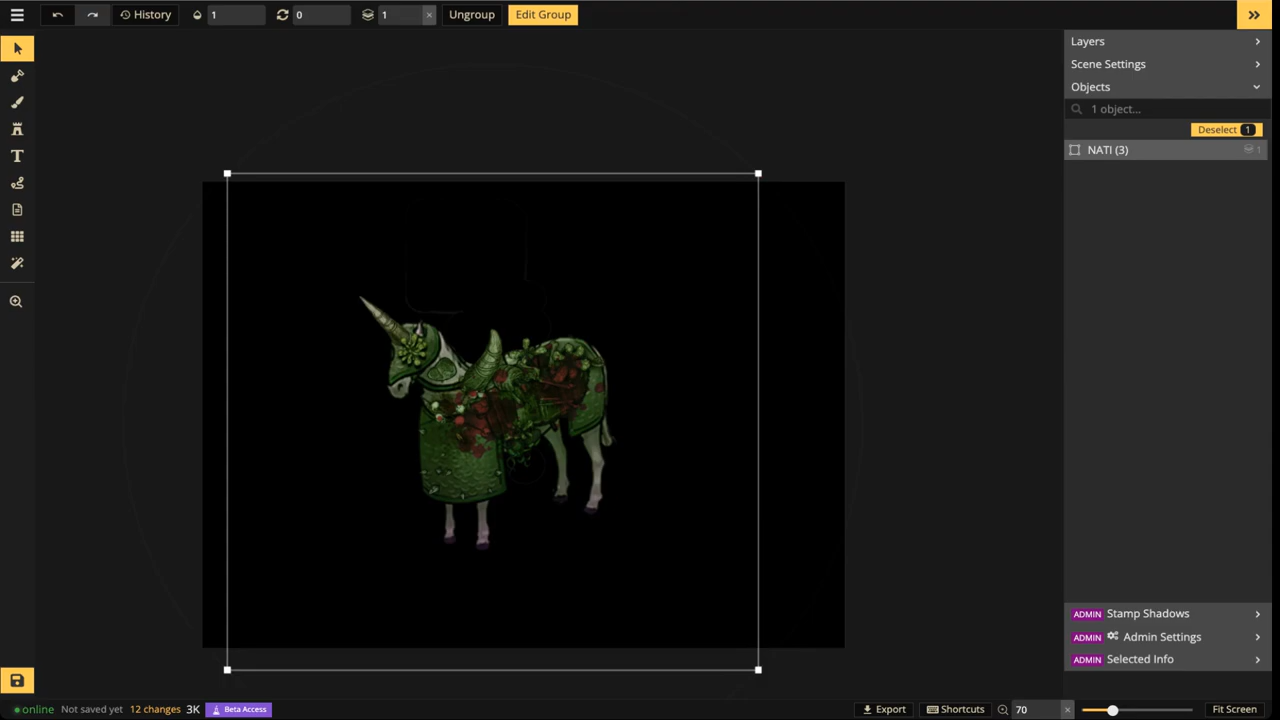 History 1 0 1 × Ungroup Edit Group
Layers
Scene Settings
Objects
1 object...
Deselect 1
NATI (3) 1
ADMIN Stamp Shadows
ADMIN Admin Settings
ADMIN Selected Info
online Not saved yet 12 changes 3K Beta Access Export Shortcuts 70 × Fit Screen